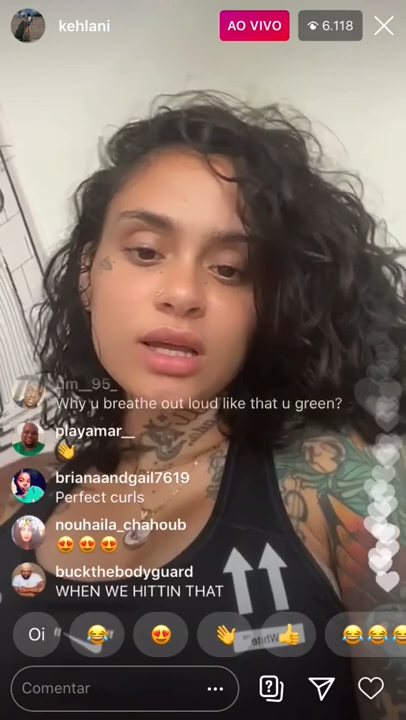 kehlani
AO VIVO
6.118
Why u breathe out loud like that u green?
playamar__
brianaandgail7619
Perfect curls
nouhaila_chahoub
buckthebodyguard
WHEN WE HITTIN THAT
Oi
White
Comentar